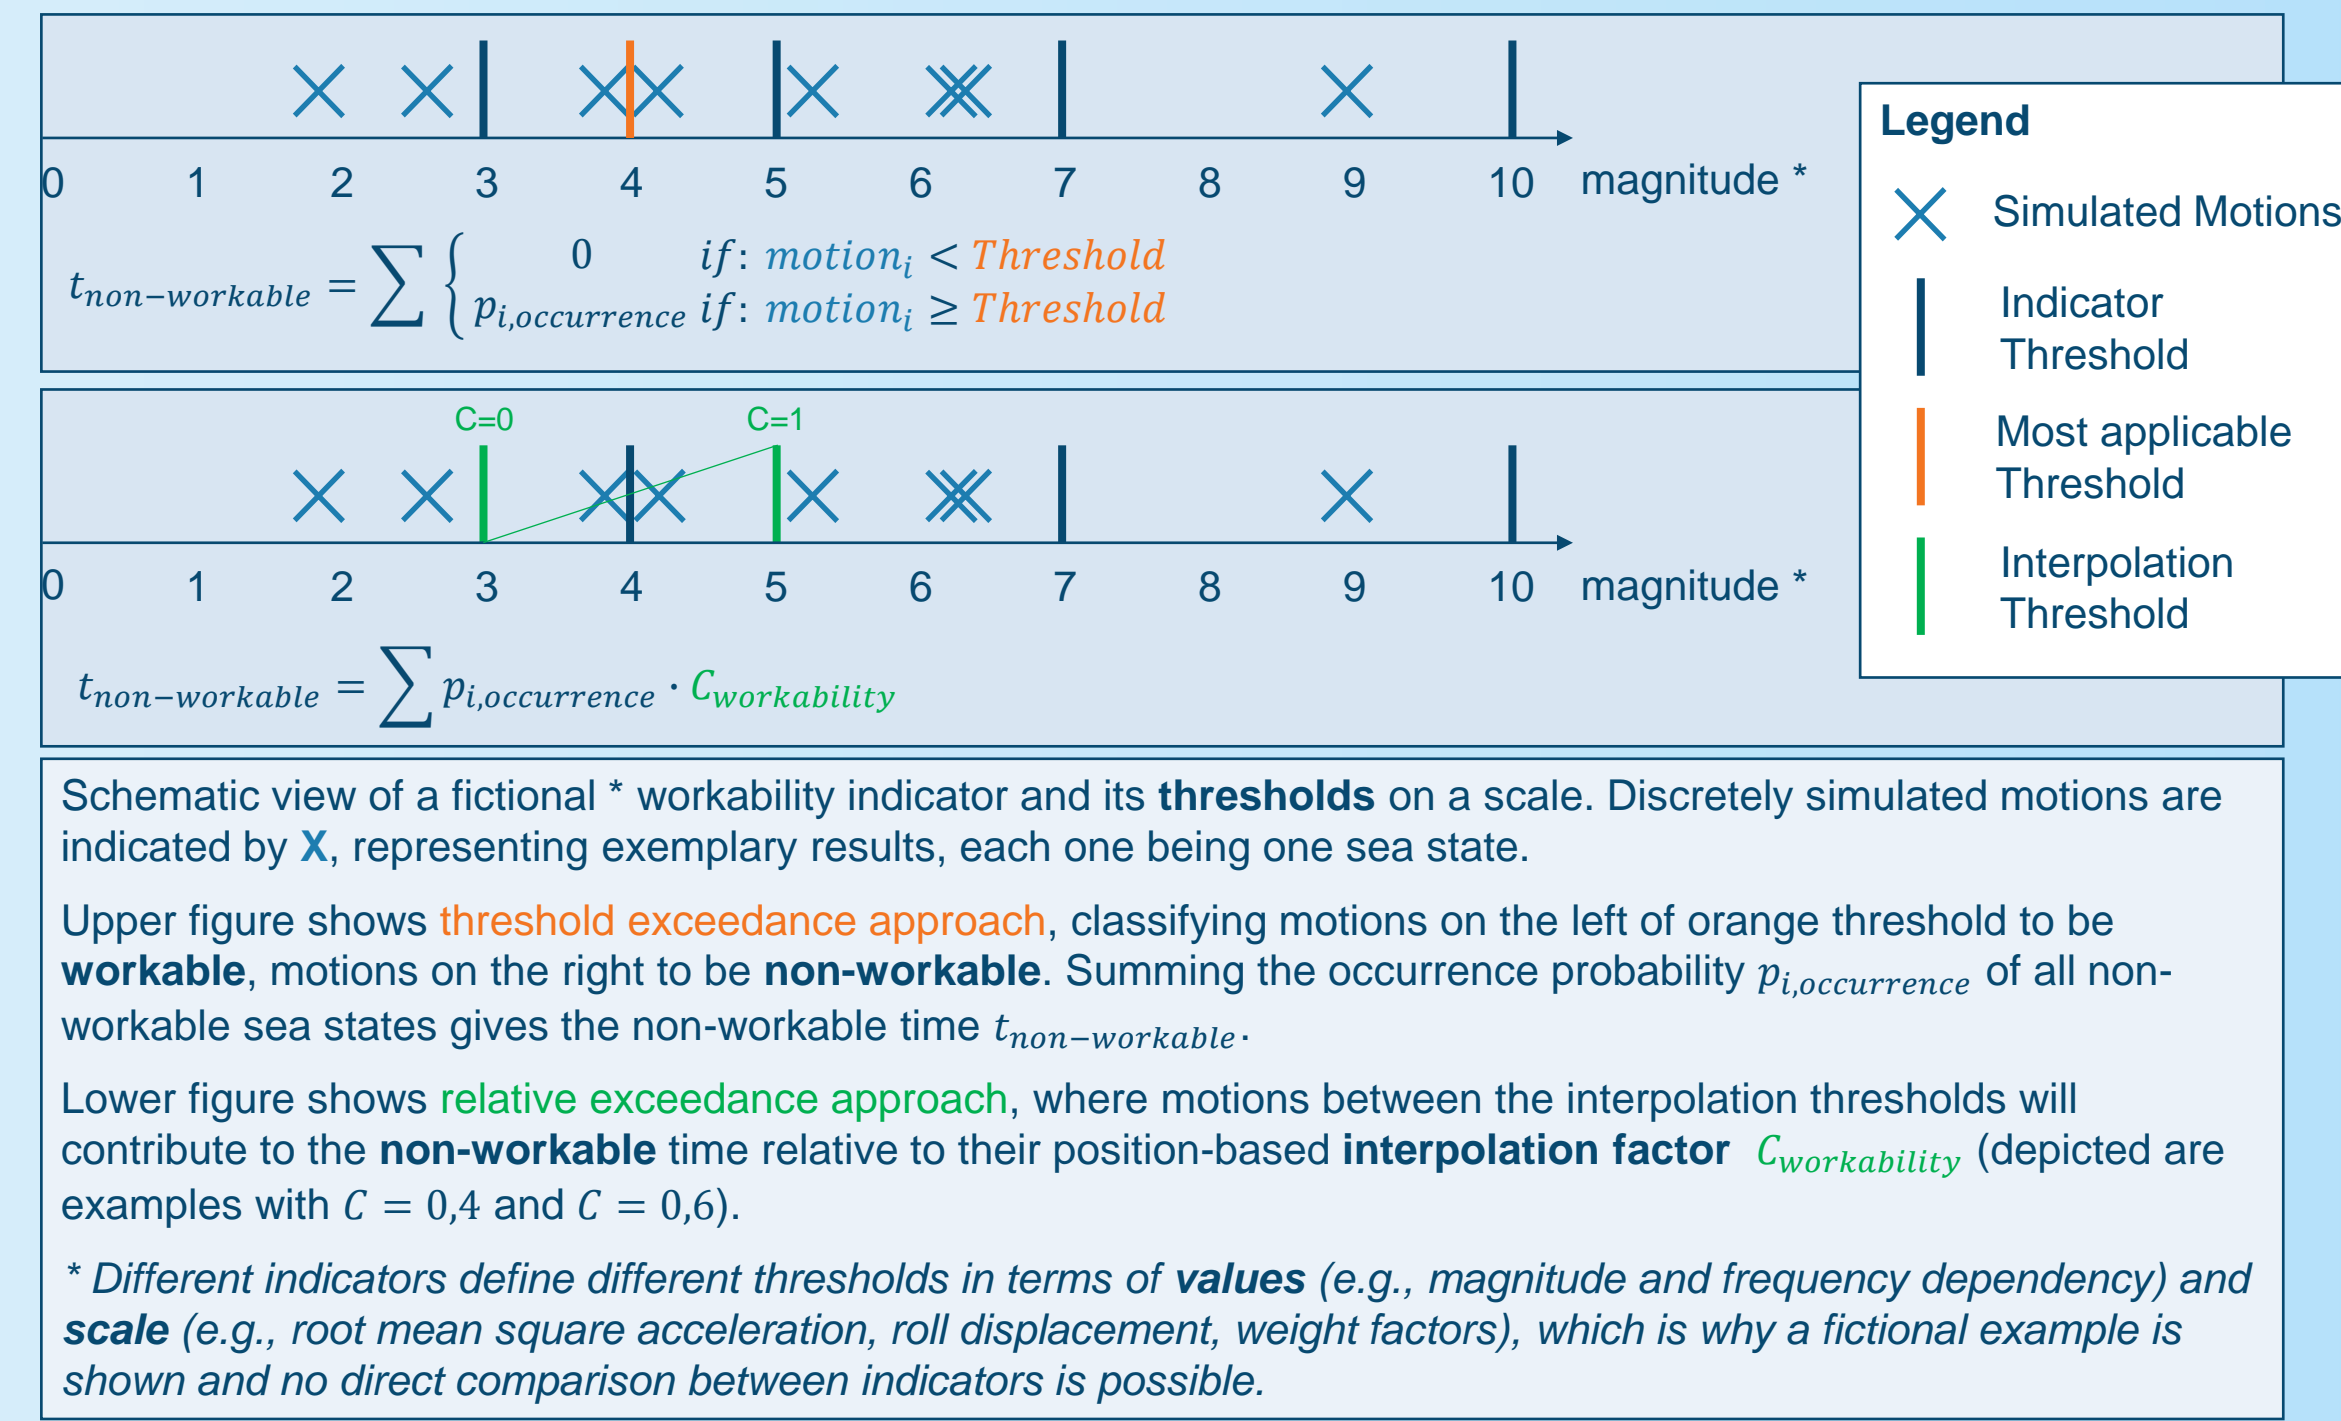 0 1 2 3 4 5 6 7 8 9 10 magnitude *
t_{non−workable} = ∑ { 0 if: motion_i < Threshold
p_{i,occurrence} if: motion_i ≥ Threshold
Legend
Simulated Motions
Indicator
Threshold
Most applicable
Threshold
Interpolation
Threshold
C=0 C=1
0 1 2 3 4 5 6 7 8 9 10 magnitude *
t_{non−workable} = ∑ p_{i,occurrence} · C_{workability}
Schematic view of a fictional * workability indicator and its thresholds on a scale. Discretely simulated motions are
indicated by X, representing exemplary results, each one being one sea state.
Upper figure shows threshold exceedance approach, classifying motions on the left of orange threshold to be
workable, motions on the right to be non-workable. Summing the occurrence probability p_{i,occurrence} of all non-
workable sea states gives the non-workable time t_{non−workable}.
Lower figure shows relative exceedance approach, where motions between the interpolation thresholds will
contribute to the non-workable time relative to their position-based interpolation factor C_{workability} (depicted are
examples with C = 0,4 and C = 0,6).
* Different indicators define different thresholds in terms of values (e.g., magnitude and frequency dependency) and
scale (e.g., root mean square acceleration, roll displacement, weight factors), which is why a fictional example is
shown and no direct comparison between indicators is possible.